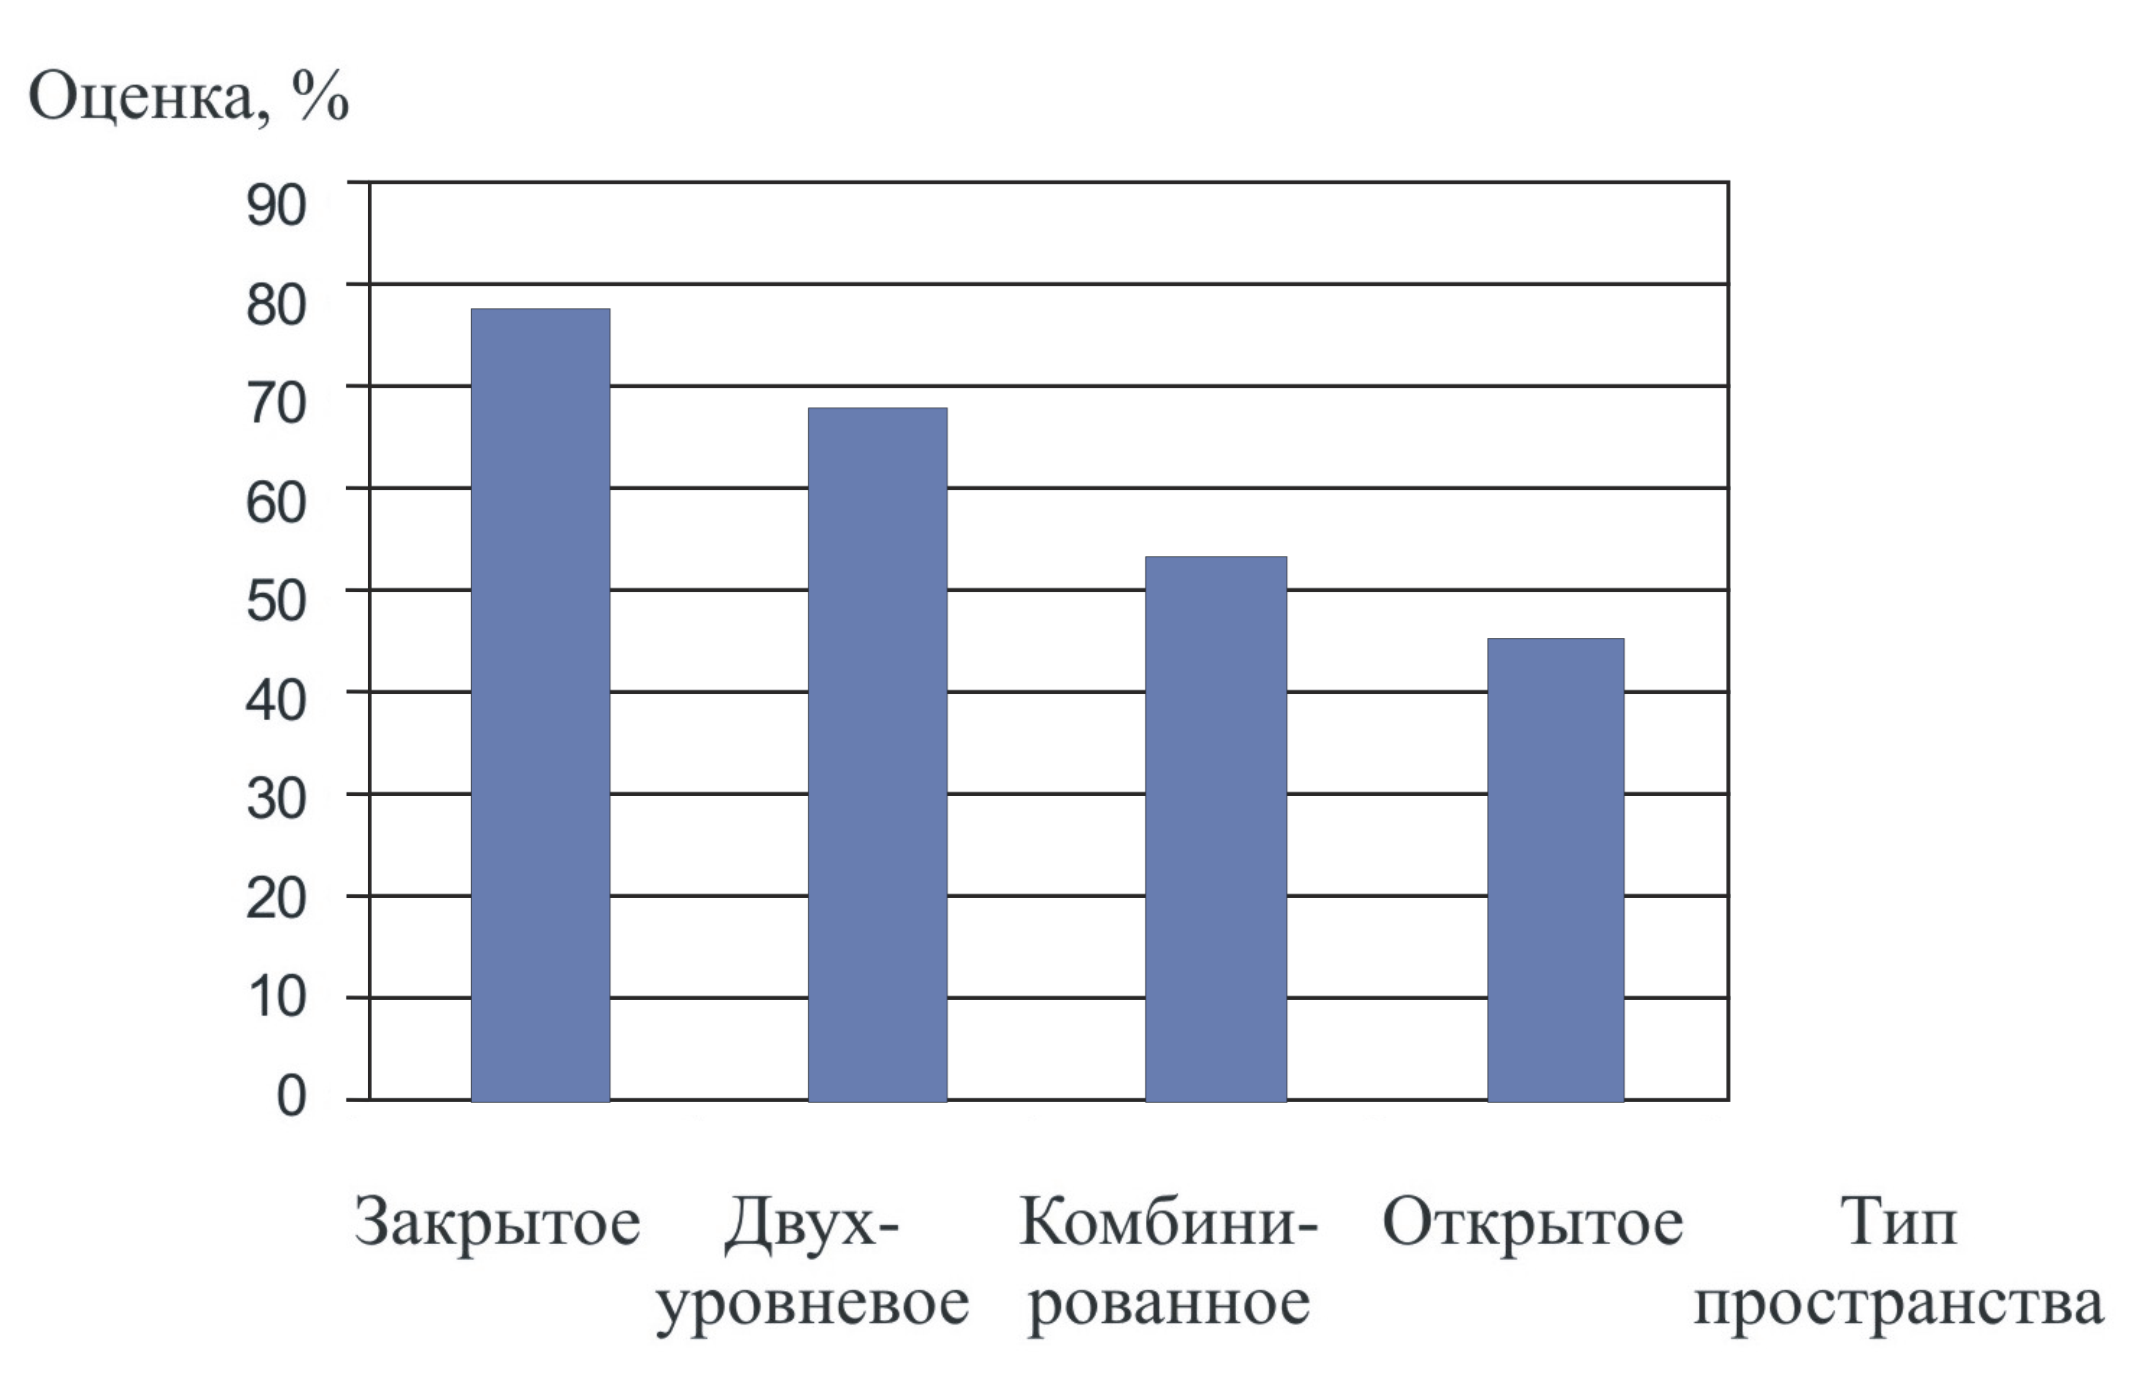 Оценка, %
90
80
70
60
50
40
30
20
10
0
Закрытое
Двух-
уровневое
Комбини-
рованное
Открытое
Тип
пространства